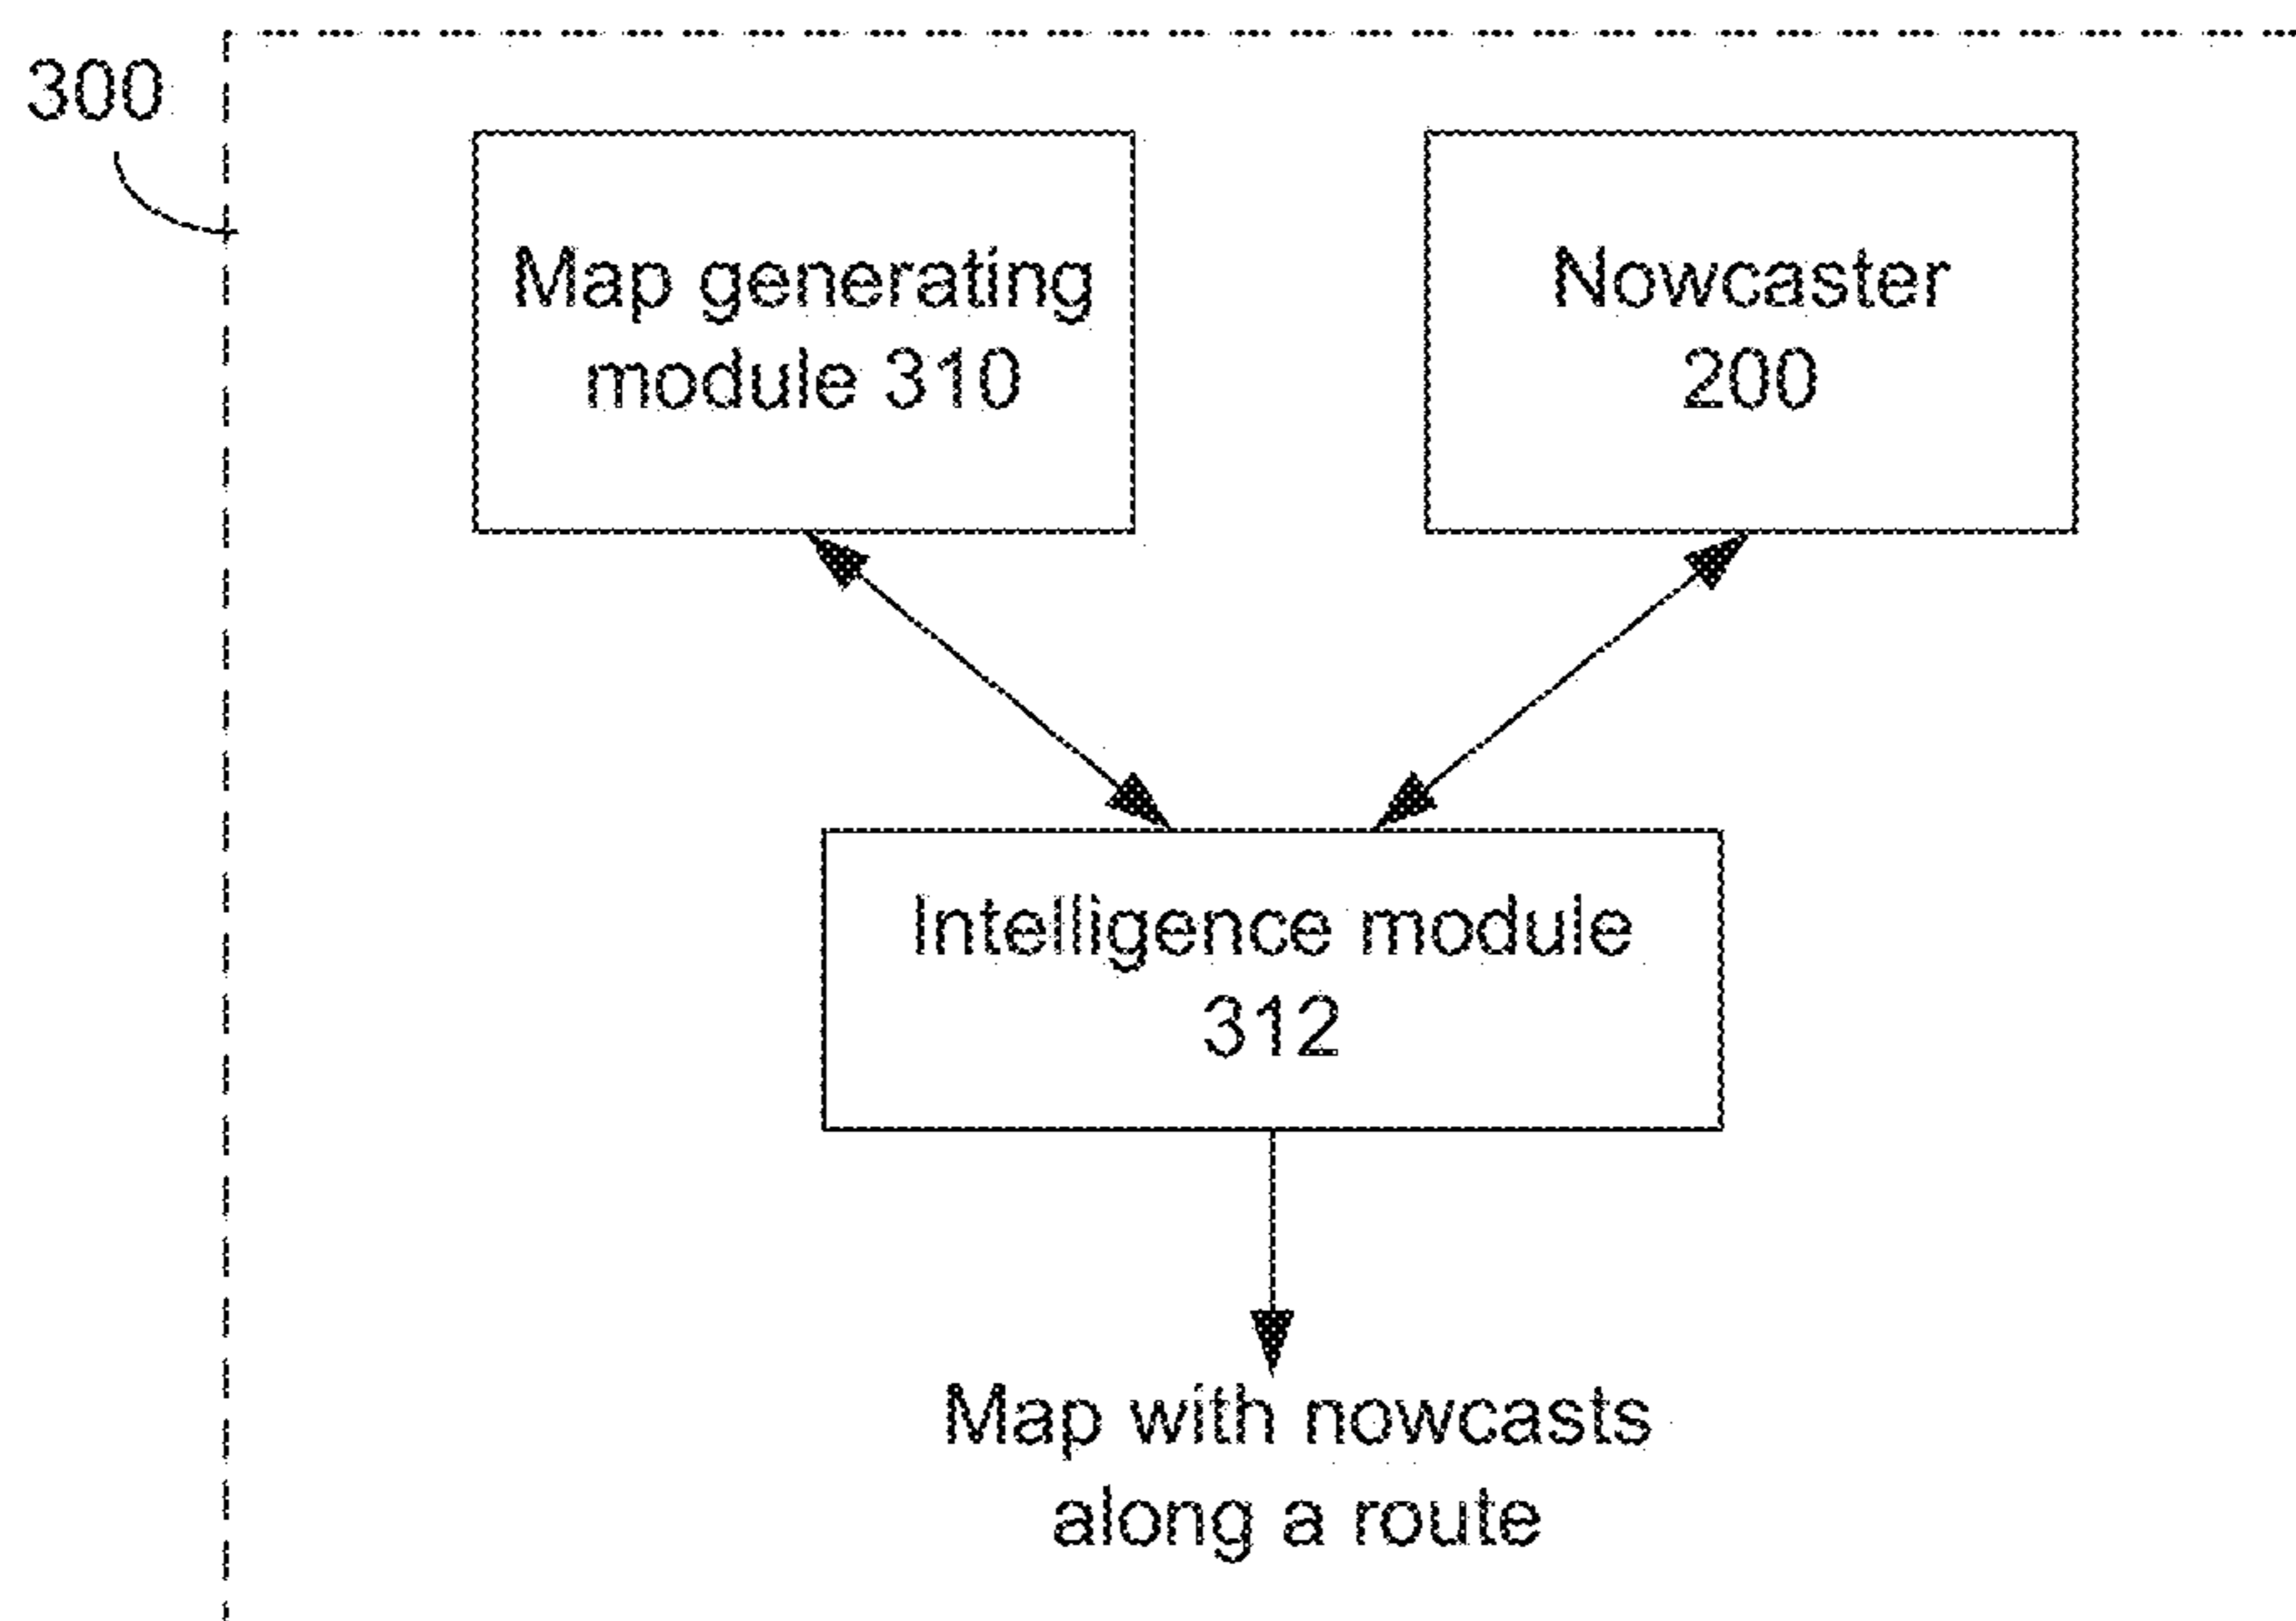 300
Map generating
module 310
Nowcaster
200
Intelligence module
312
Map with nowcasts
along a route